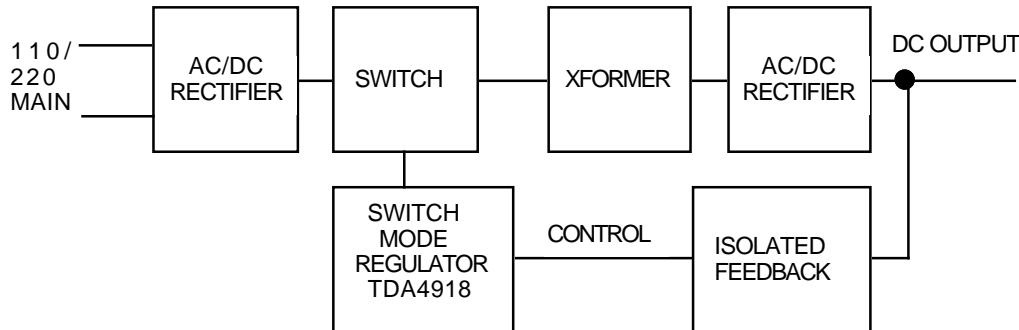 110/
220
MAIN
AC/DC
RECTIFIER
SWITCH
XFORMER
AC/DC
RECTIFIER
DC OUTPUT
SWITCH
MODE
REGULATOR
TDA4918
CONTROL
ISOLATED
FEEDBACK